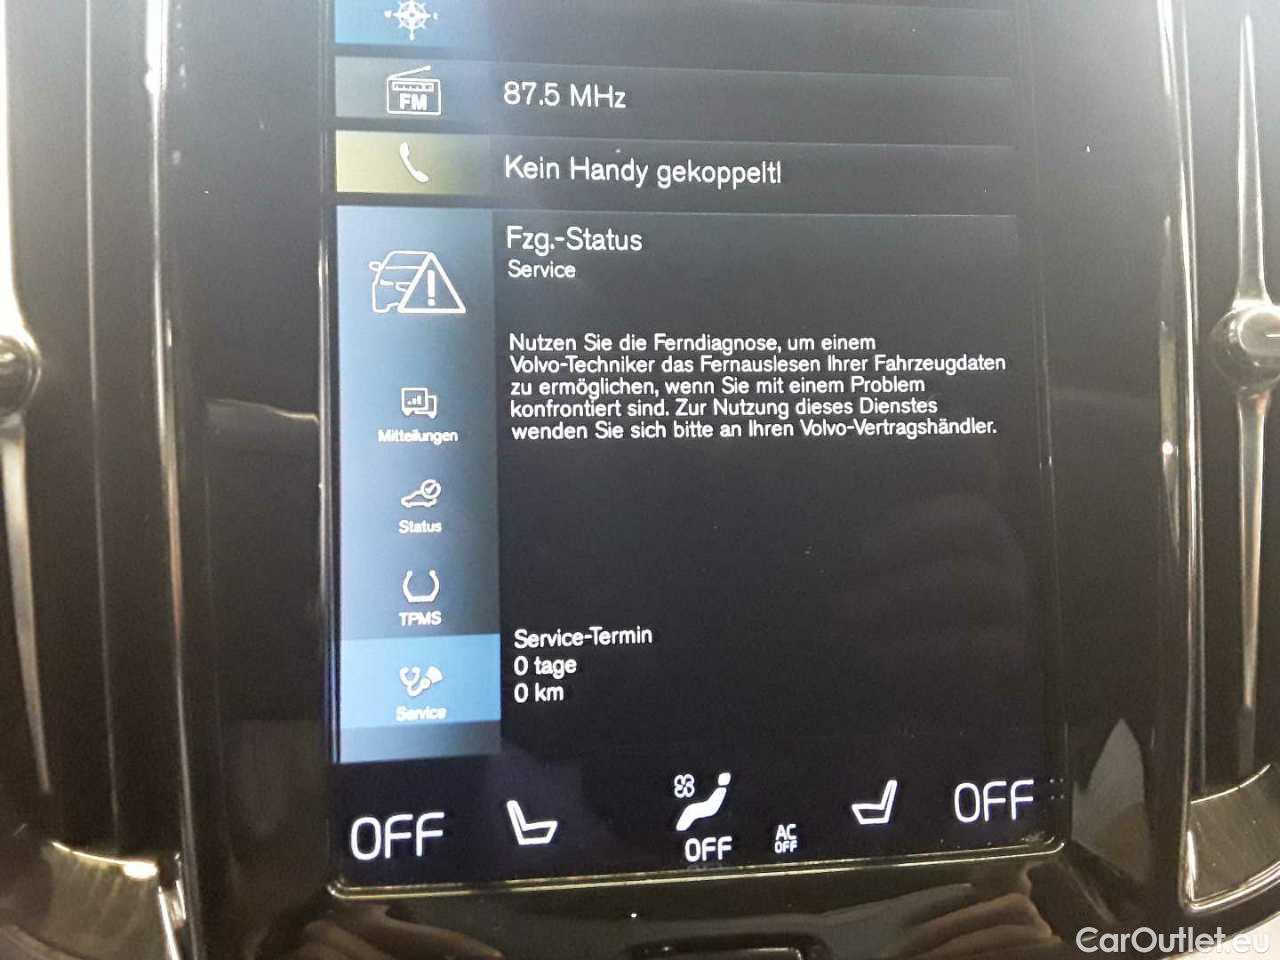 FM
87.5 MHz
Kein Handy gekoppelt!
Fzg.-Status
Service
Nutzen Sie die Ferndiagnose, um einem
Volvo-Techniker das Fernauslesen Ihrer Fahrzeugdaten
zu ermöglichen, wenn Sie mit einem Problem
konfrontiert sind. Zur Nutzung dieses Dienstes
wenden Sie sich bitte an Ihren Volvo-Vertragshändler.
Mitteilungen
Status
TPMS
Service
Service-Termin
0 tage
0 km
OFF
OFF
AC
OFF
OFF
CarOutlet.eu